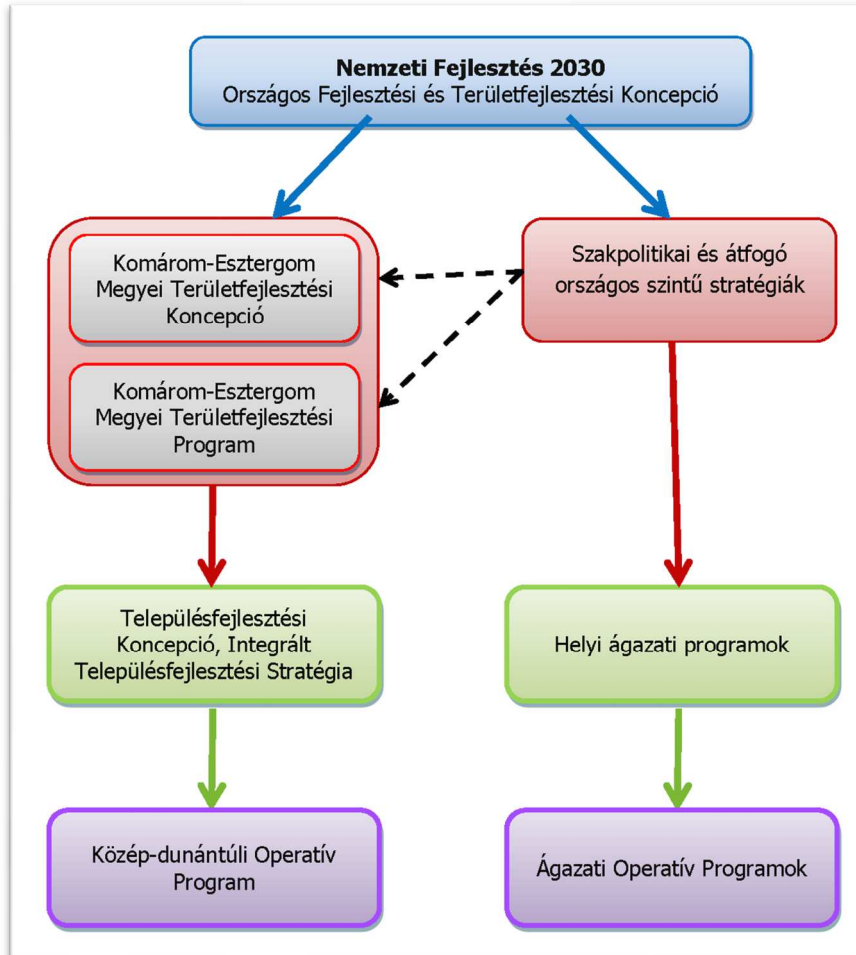 Nemzeti Fejlesztés 2030
Országos Fejlesztési és Területfejlesztési Koncepció
Komárom-Esztergom
Megyei Területfejlesztési
Koncepció
Komárom-Esztergom
Megyei Területfejlesztési
Program
Szakpolitikai és átfogó
országos szintű stratégiák
Településfejlesztési
Koncepció, Integrált
Településfejlesztési Stratégia
Helyi ágazati programok
Közép-dunántúli Operatív
Program
Ágazati Operatív Programok